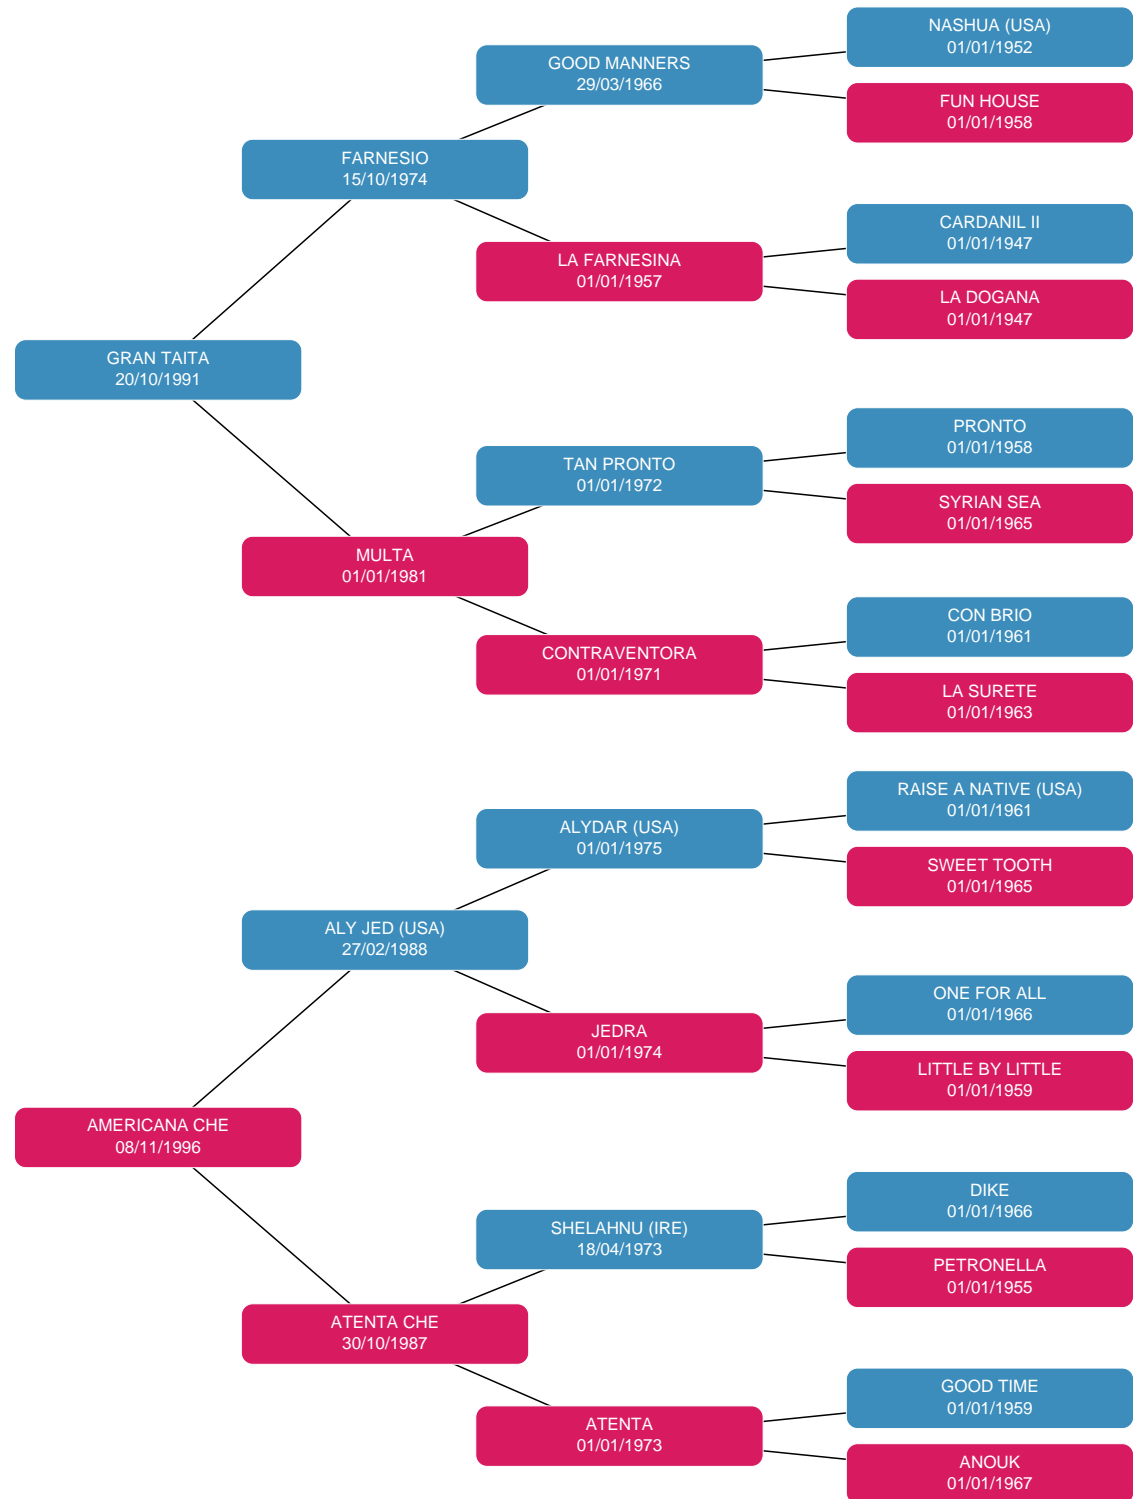 NASHUA (USA)
01/01/1952
GOOD MANNERS
29/03/1966
FUN HOUSE
01/01/1958
FARNESIO
15/10/1974
CARDANIL II
01/01/1947
LA FARNESINA
01/01/1957
LA DOGANA
01/01/1947
GRAN TAITA
20/10/1991
PRONTO
01/01/1958
TAN PRONTO
01/01/1972
SYRIAN SEA
01/01/1965
MULTA
01/01/1981
CON BRIO
01/01/1961
CONTRAVENTORA
01/01/1971
LA SURETE
01/01/1963
RAISE A NATIVE (USA)
01/01/1961
ALYDAR (USA)
01/01/1975
SWEET TOOTH
01/01/1965
ALY JED (USA)
27/02/1988
ONE FOR ALL
01/01/1966
JEDRA
01/01/1974
LITTLE BY LITTLE
01/01/1959
AMERICANA CHE
08/11/1996
DIKE
01/01/1966
SHELAHNU (IRE)
18/04/1973
PETRONELLA
01/01/1955
ATENTA CHE
30/10/1987
GOOD TIME
01/01/1959
ATENTA
01/01/1973
ANOUK
01/01/1967